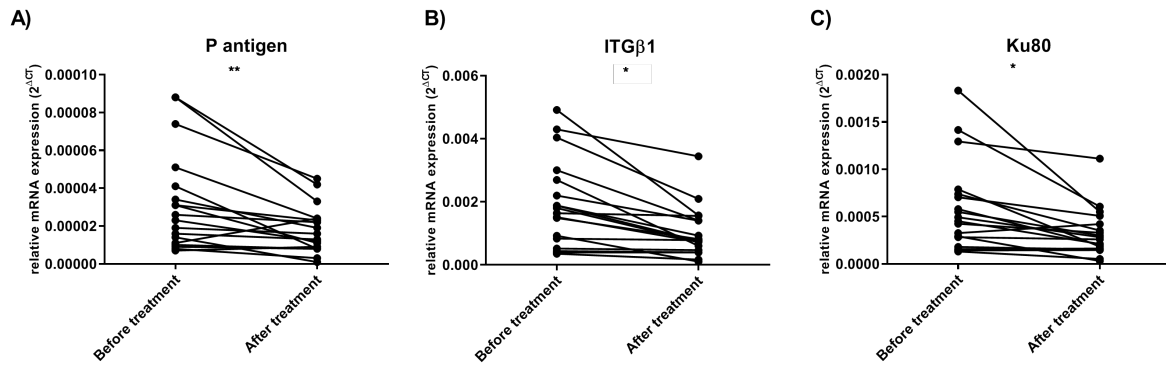 A)
P antigen
**
relative mRNA expression (2^ΔCT)
0.00010
0.00008
0.00006
0.00004
0.00002
0.00000
Before treatment
After treatment
B)
ITGβ1
*
relative mRNA expression (2^ΔCT)
0.006
0.004
0.002
0.000
Before treatment
After treatment
C)
Ku80
*
relative mRNA expression (2^ΔCT)
0.0020
0.0015
0.0010
0.0005
0.0000
Before treatment
After treatment